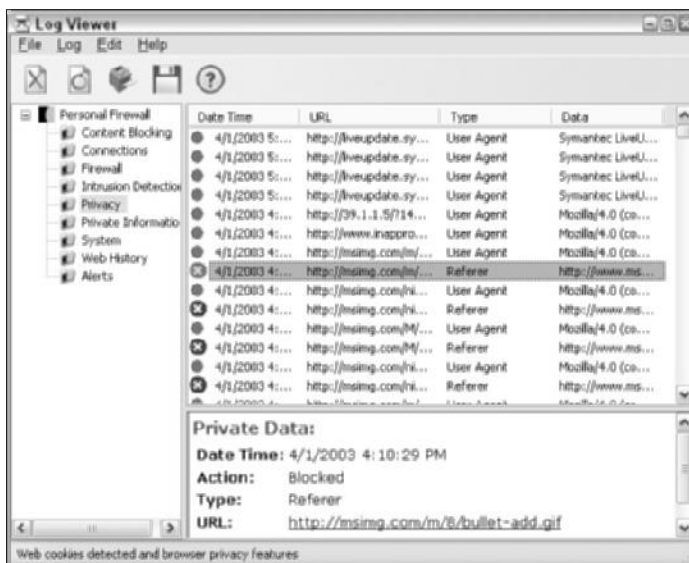 Log Viewer
File Log Edit Help
Personal Firewall
Content Blocking
Connections
Firewall
Intrusion Detection
Privacy
Private Informatio
System
Web History
Alerts
Date Time URL Type Data
4/1/2003 5:... http://liveupdate.sy... User Agent Symantec LiveU...
4/1/2003 5:... http://liveupdate.sy... User Agent Symantec LiveU...
4/1/2003 5:... http://liveupdate.sy... User Agent Symantec LiveU...
4/1/2003 5:... http://liveupdate.sy... User Agent Symantec LiveU...
4/1/2003 4:... http://39.1.1.5/714... User Agent Mozilla/4.0 (co...
4/1/2003 4:... http://www.inappro... User Agent Mozilla/4.0 (co...
4/1/2003 4:... http://msimg.com/m/... User Agent Mozilla/4.0 (co...
4/1/2003 4:... http://msimg.com/m/... Referer http://www.ms...
4/1/2003 4:... http://msimg.com/ni... User Agent Mozilla/4.0 (co...
4/1/2003 4:... http://msimg.com/ni... Referer http://www.ms...
4/1/2003 4:... http://msimg.com/M/... User Agent Mozilla/4.0 (co...
4/1/2003 4:... http://msimg.com/M/... Referer http://www.ms...
4/1/2003 4:... http://msimg.com/ni... User Agent Mozilla/4.0 (co...
4/1/2003 4:... http://msimg.com/ni... Referer http://www.ms...
Private Data:
Date Time: 4/1/2003 4:10:29 PM
Action: Blocked
Type: Referer
URL: http://msimg.com/m/8/bullet-add.gif
Web cookies detected and browser privacy features